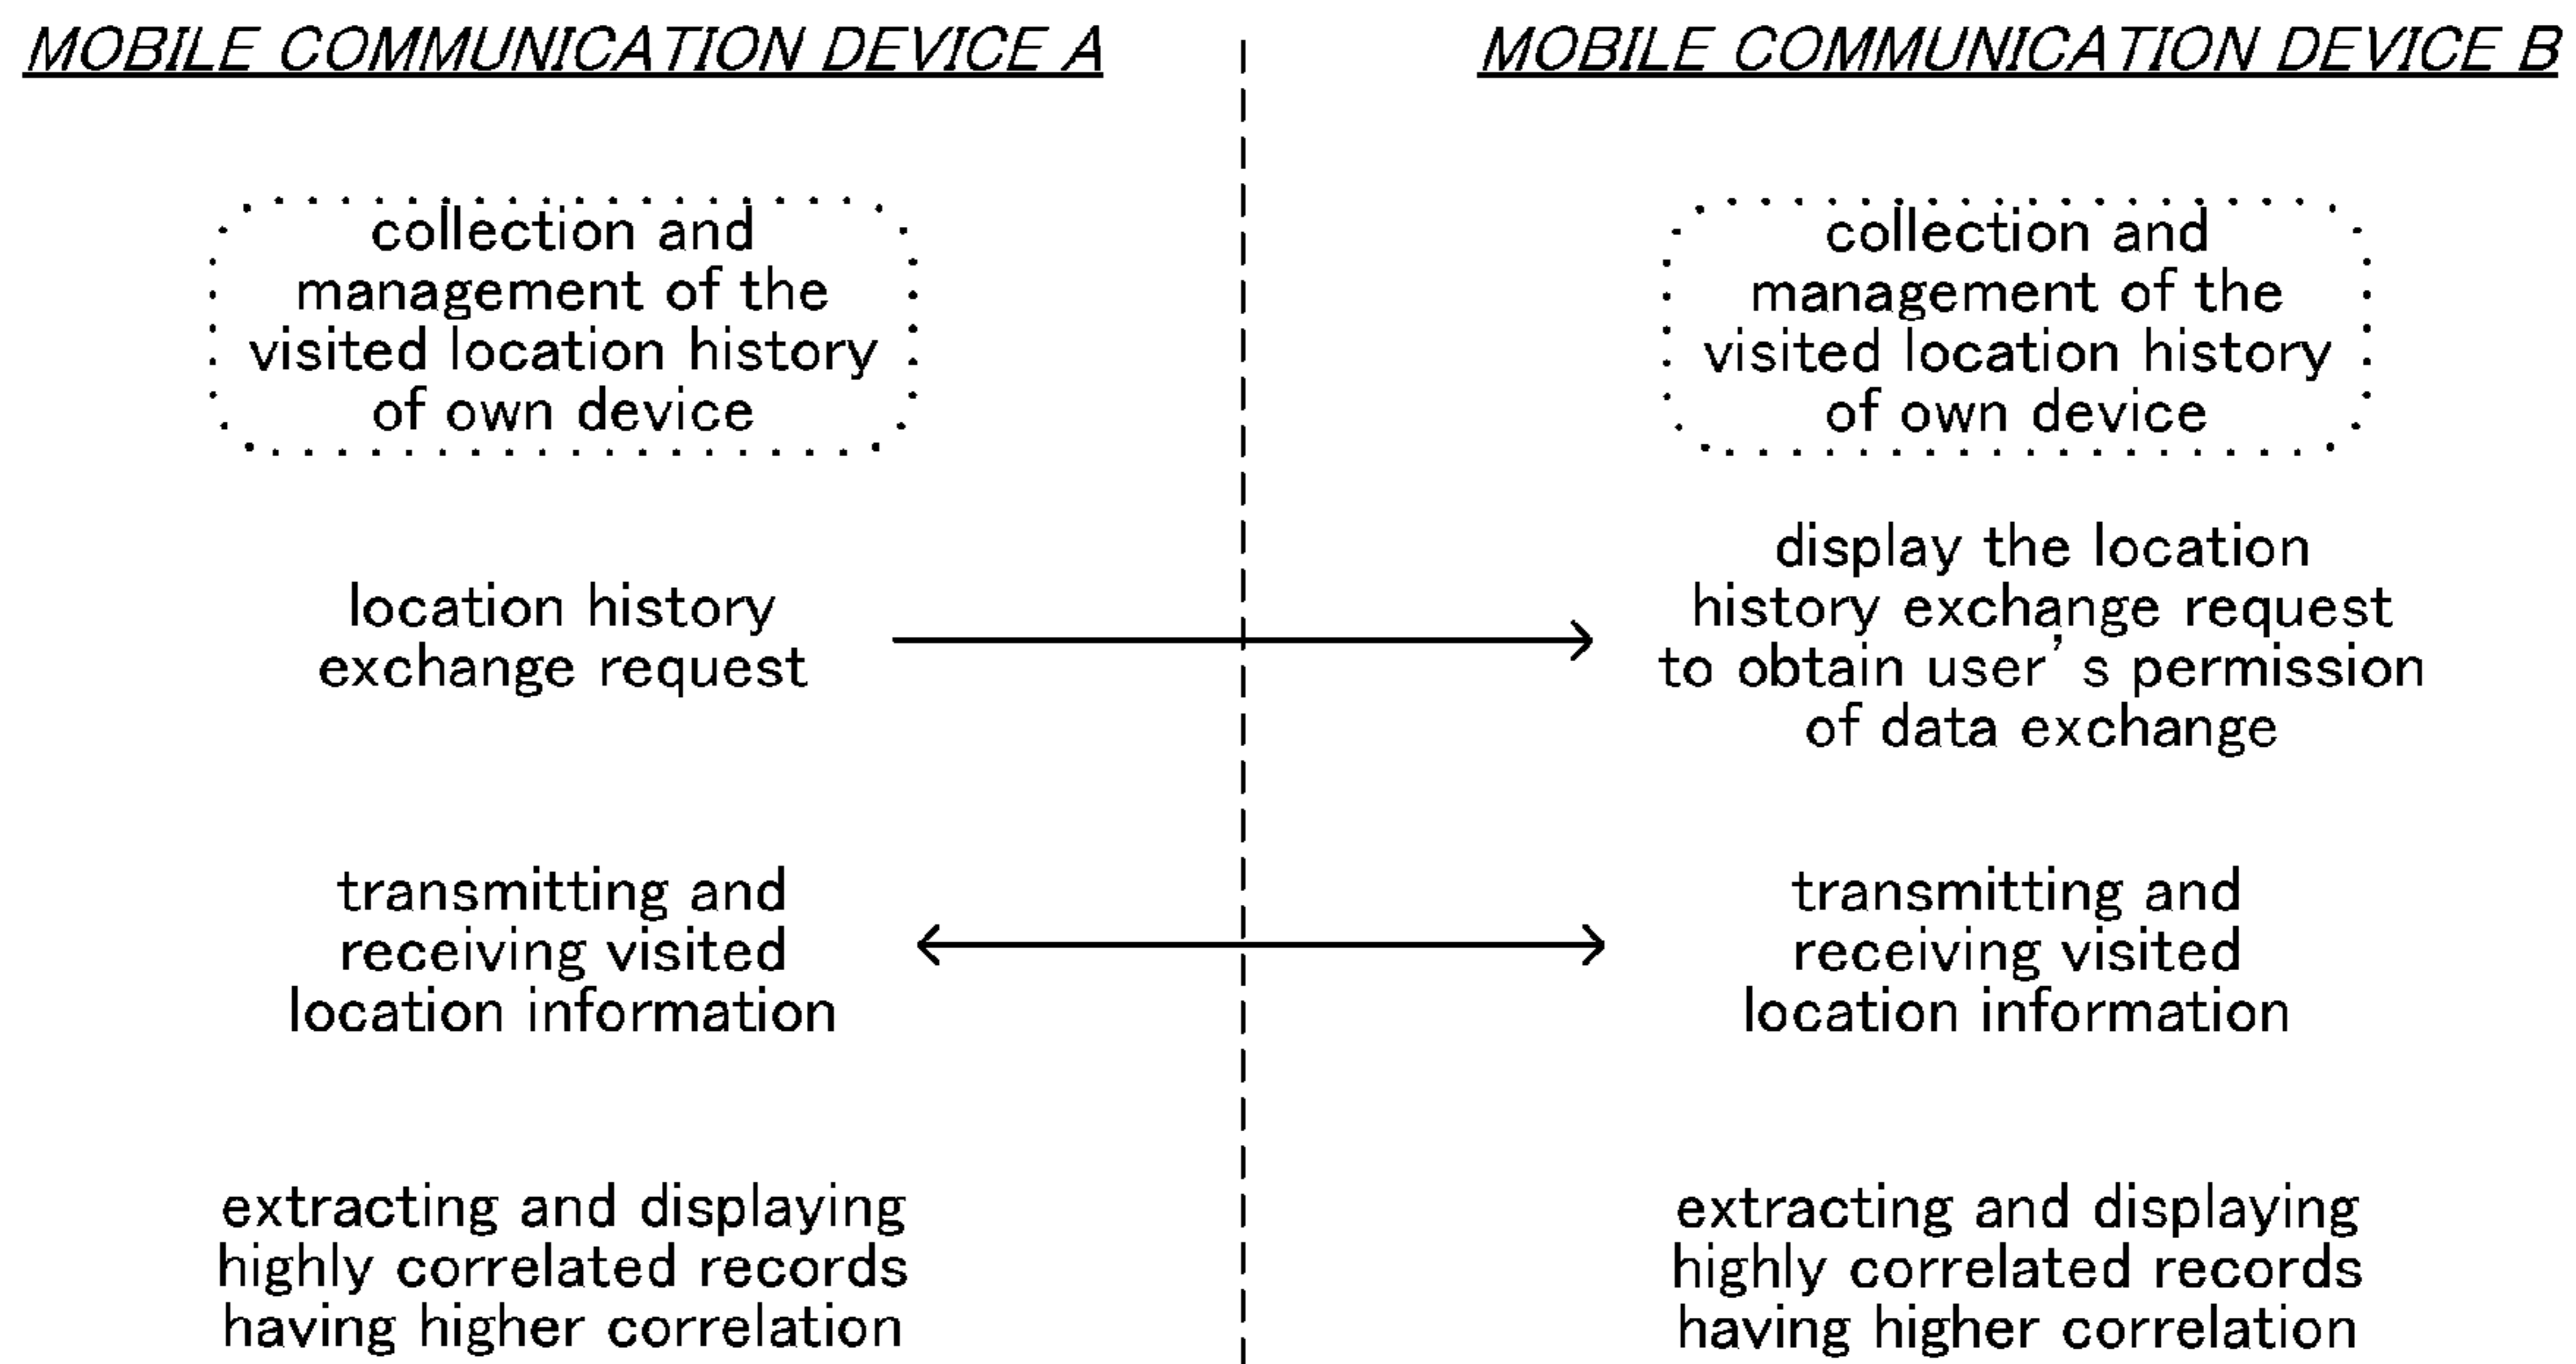 MOBILE COMMUNICATION DEVICE A
MOBILE COMMUNICATION DEVICE B
collection and
management of the
visited location history
of own device
collection and
management of the
visited location history
of own device
location history
exchange request
display the location
history exchange request
to obtain user's permission
of data exchange
transmitting and
receiving visited
location information
transmitting and
receiving visited
location information
extracting and displaying
highly correlated records
having higher correlation
extracting and displaying
highly correlated records
having higher correlation